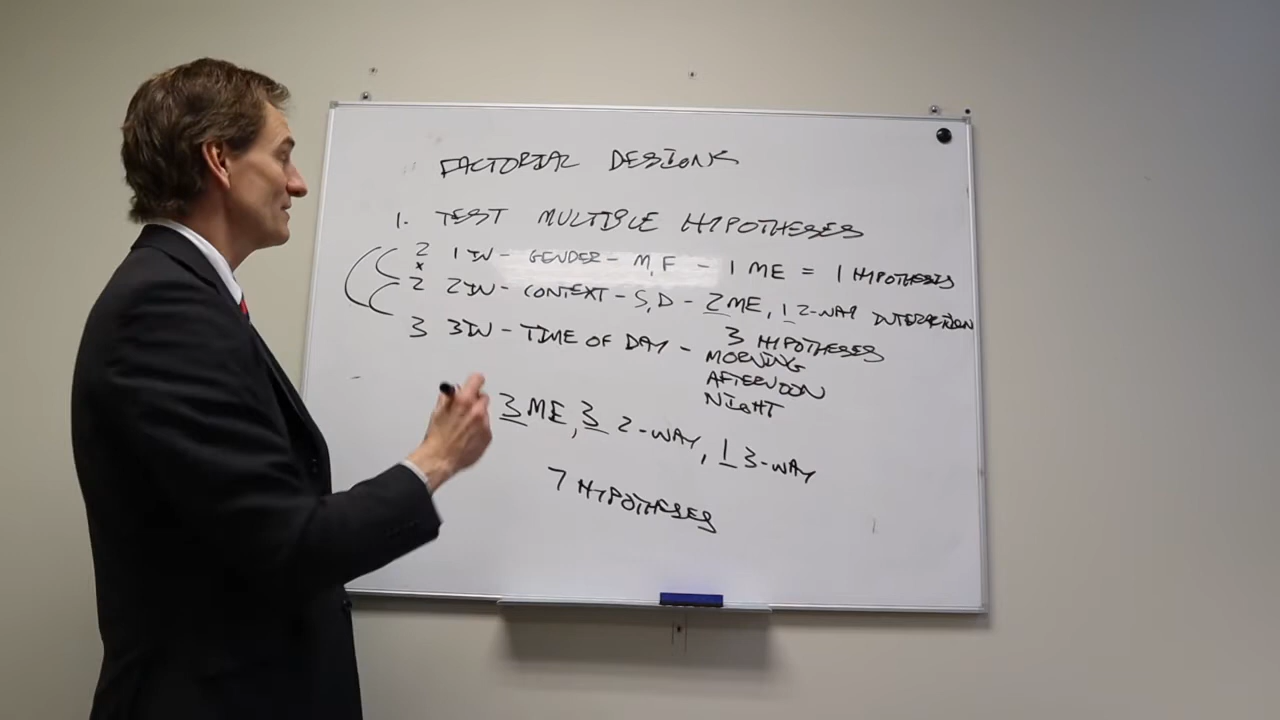 FACTORIAL DESIGNS
1. TEST MULTIPLE HYPOTHESES
2 1 IV - GENDER - M, F - 1 ME = 1 HYPOTHESIS
x
2 2 IV - CONTEXT - S, D - 2 ME, 1 2-WAY INTERACTION
3 HYPOTHESES
3 3 IV - TIME OF DAY - MORNING
AFTERNOON
NIGHT
3 ME, 3 2-WAY, 1 3-WAY
7 HYPOTHESES